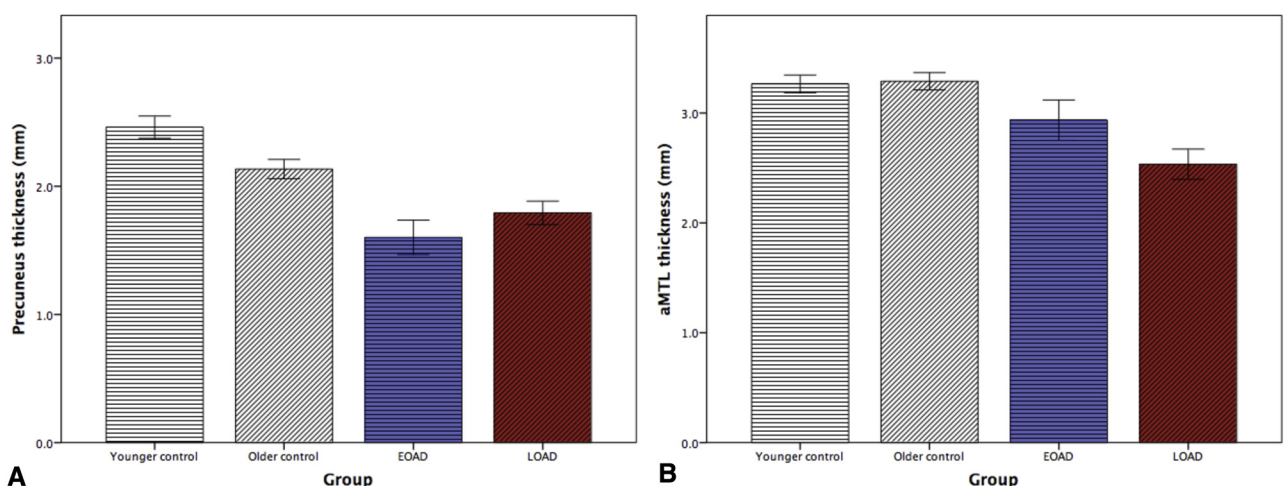 Precuneus thickness (mm)
3.0
2.0
1.0
0.0
Younger control Older control EOAD LOAD
Group
A
aMTL thickness (mm)
3.0
2.0
1.0
0.0
Younger control Older control EOAD LOAD
Group
B